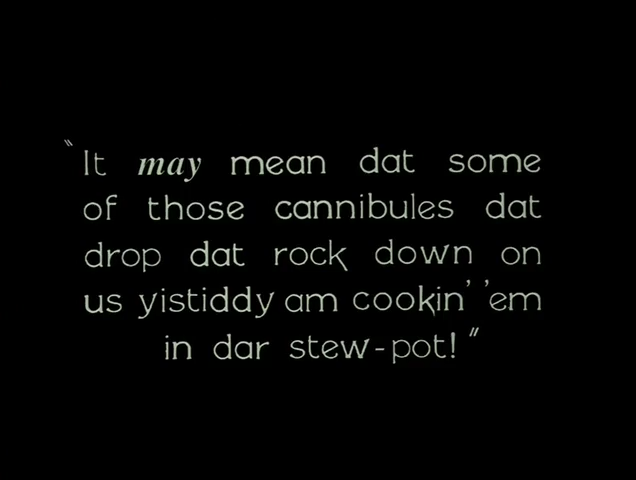 "It may mean dat some
of those cannibules dat
drop dat rock down on
us yistiddy am cookin' 'em
in dar stew-pot!"